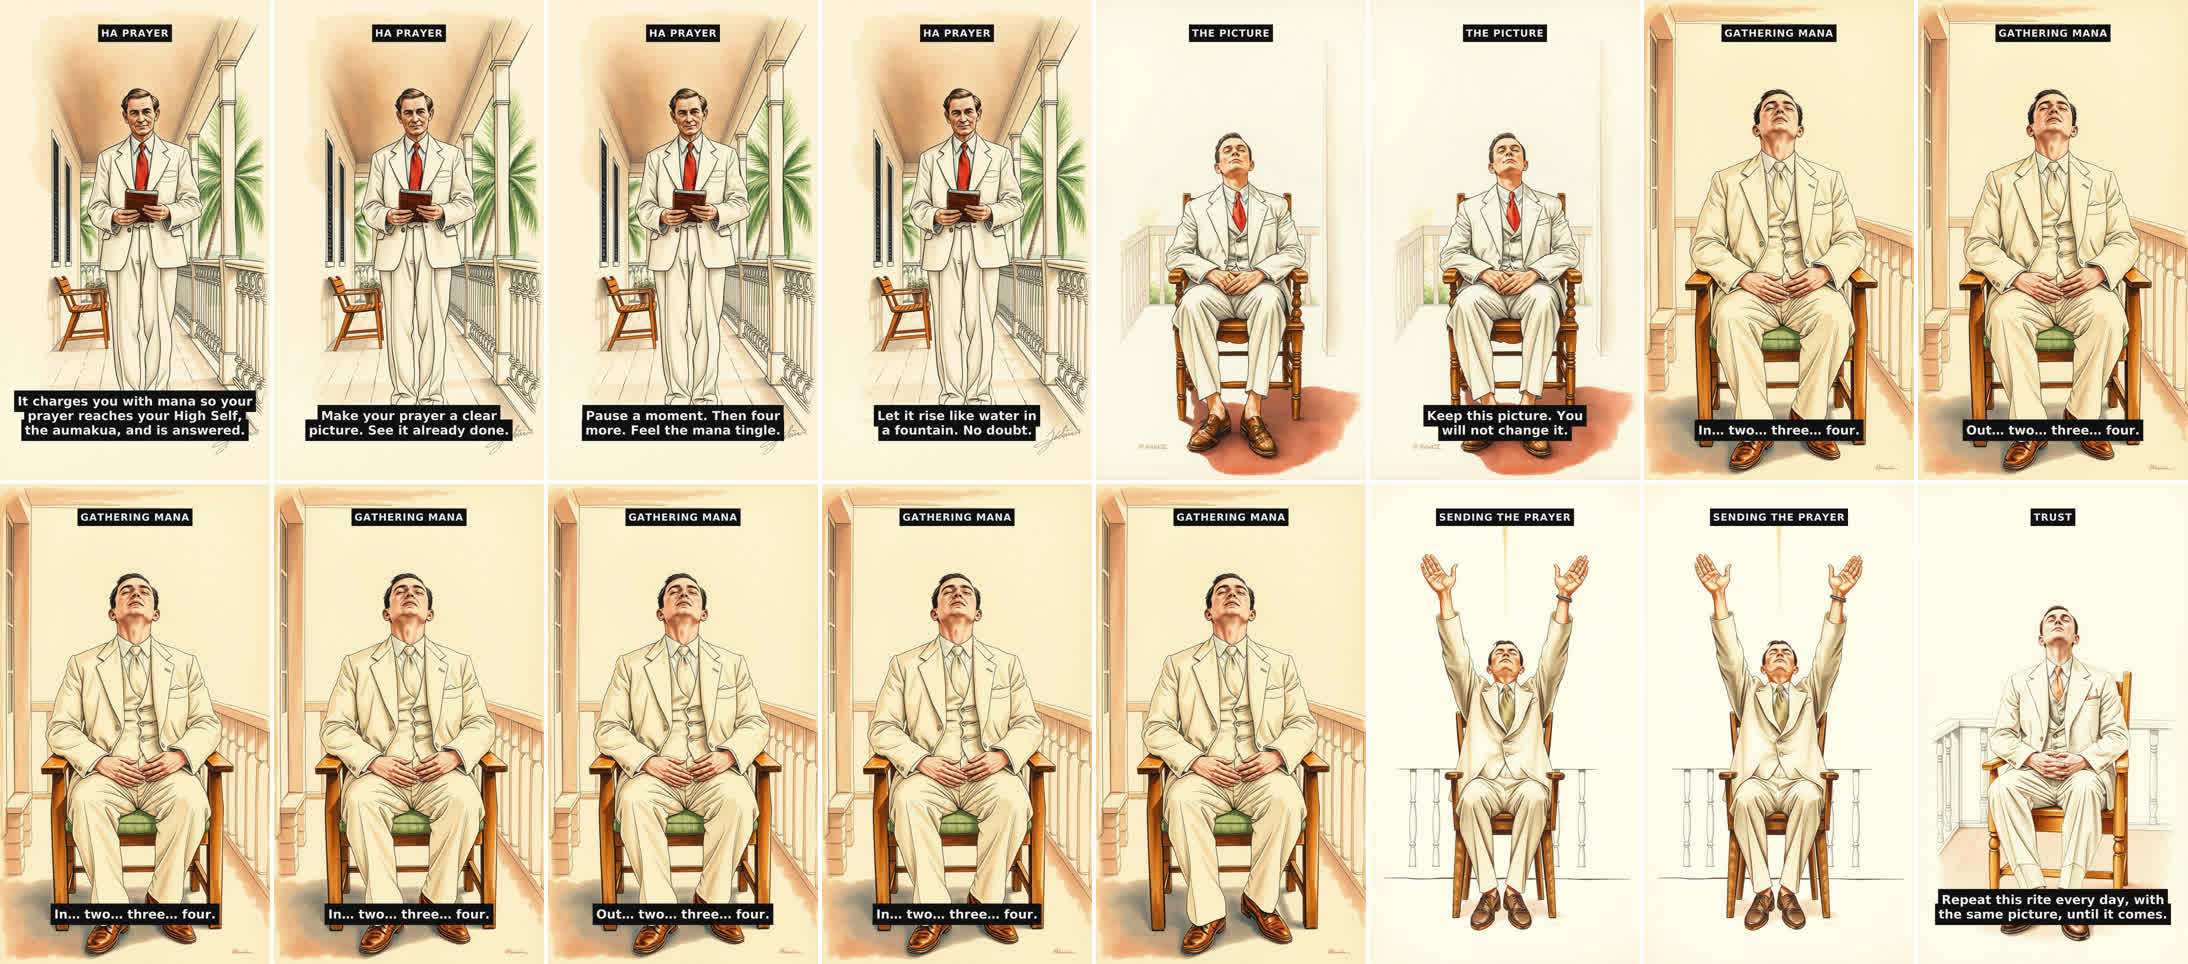 HA PRAYER
It charges you with mana so your
prayer reaches your High Self,
the aumakua, and is answered.
HA PRAYER
Make your prayer a clear
picture. See it already done.
HA PRAYER
Pause a moment. Then four
more. Feel the mana tingle.
HA PRAYER
Let it rise like water in
a fountain. No doubt.
THE PICTURE
THE PICTURE
Keep this picture. You
will not change it.
GATHERING MANA
In... two... three... four.
GATHERING MANA
Out... two... three... four.
GATHERING MANA
In... two... three... four.
GATHERING MANA
In... two... three... four.
GATHERING MANA
Out... two... three... four.
GATHERING MANA
In... two... three... four.
GATHERING MANA
SENDING THE PRAYER
SENDING THE PRAYER
TRUST
Repeat this rite every day, with
the same picture, until it comes.